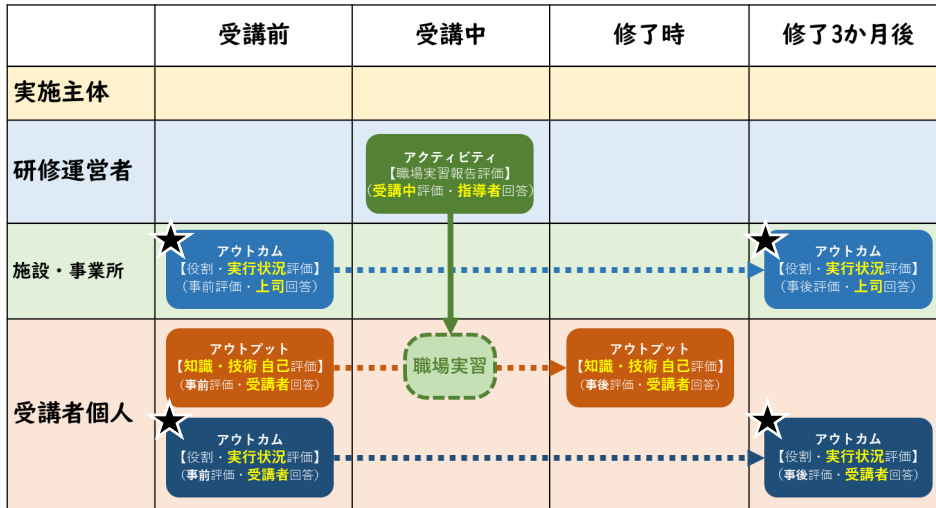 受講前
受講中
修了時
修了3か月後
実施主体
研修運営者
アクティビティ
【職場実習報告評価】
(受講中評価・指導者回答)
施設・事業所
アウトカム
【役割・実行状況評価】
(事前評価・上司回答)
アウトカム
【役割・実行状況評価】
(事後評価・上司回答)
受講者個人
アウトプット
【知識・技術 自己評価】
(事前評価・受講者回答)
職場実習
アウトプット
【知識・技術 自己評価】
(事後評価・受講者回答)
アウトカム
【役割・実行状況評価】
(事前評価・受講者回答)
アウトカム
【役割・実行状況評価】
(事後評価・受講者回答)